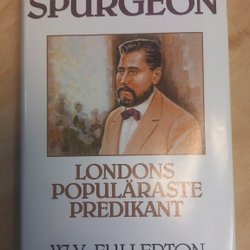 SPURGEON
LONDONS
POPULÄRASTE
PREDIKANT
W.Y. FULLERTON